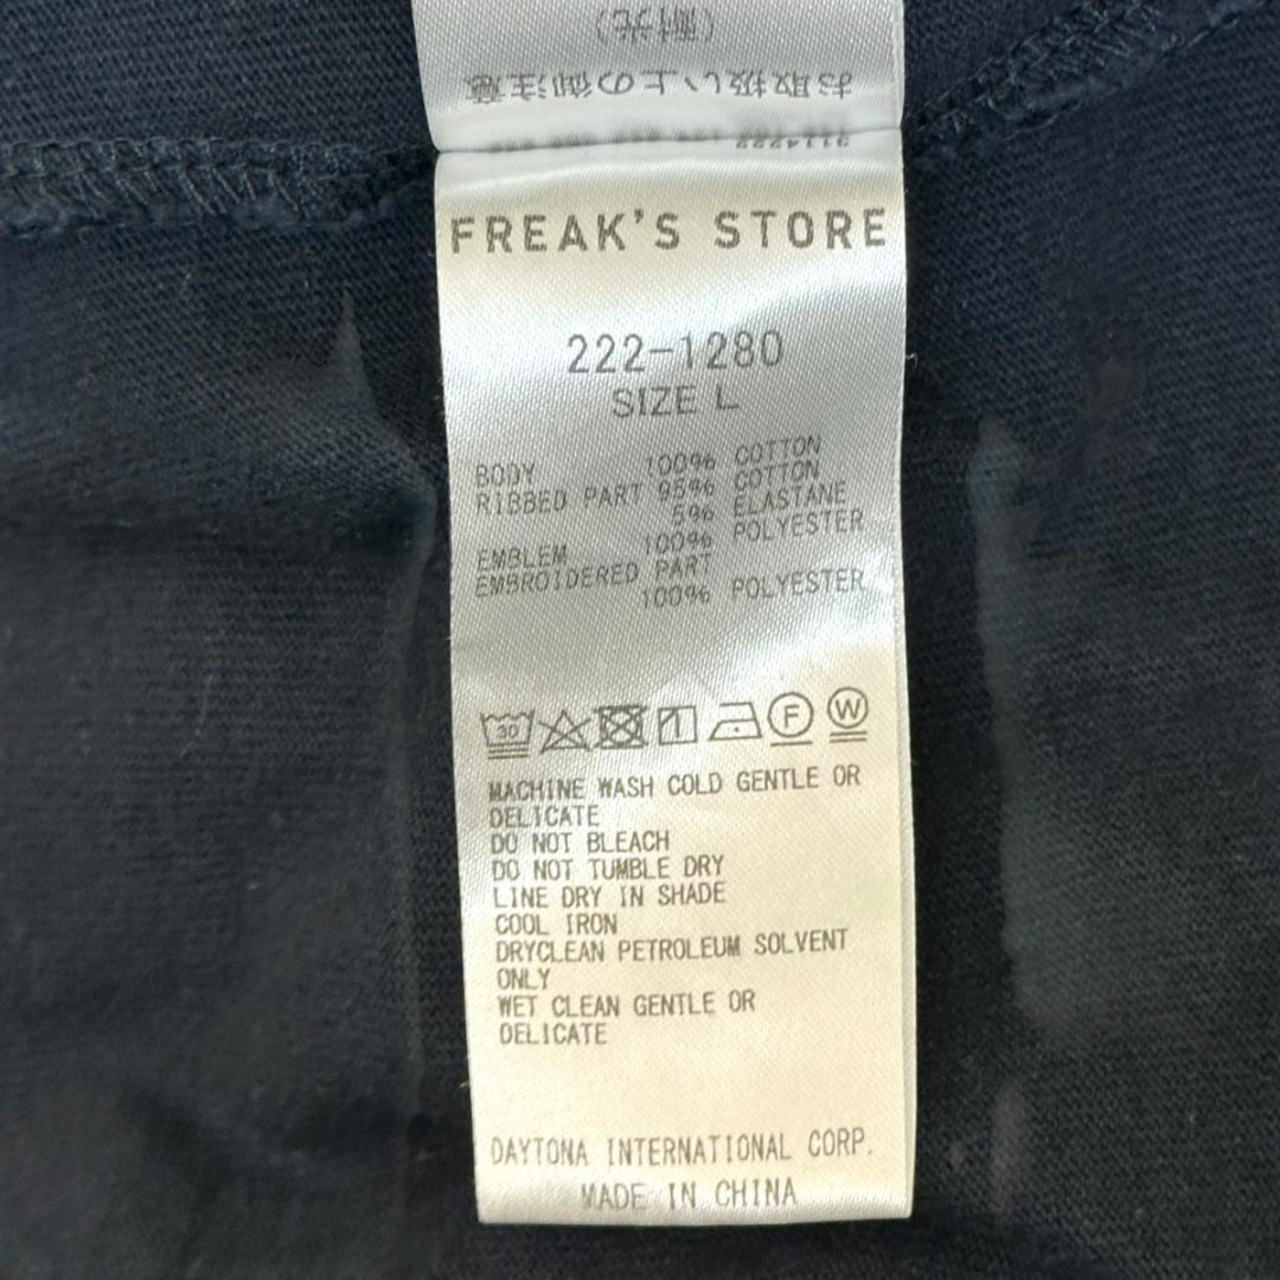 (耐光)
お取扱い上の御注意
FREAK'S STORE
222-1280
SIZE L
BODY 100% COTTON
RIBBED PART 95% COTTON
5% ELASTANE
EMBLEM 100% POLYESTER
EMBROIDERED PART
100% POLYESTER
30
F
W
MACHINE WASH COLD GENTLE OR
DELICATE
DO NOT BLEACH
DO NOT TUMBLE DRY
LINE DRY IN SHADE
COOL IRON
DRYCLEAN PETROLEUM SOLVENT
ONLY
WET CLEAN GENTLE OR
DELICATE
DAYTONA INTERNATIONAL CORP.
MADE IN CHINA